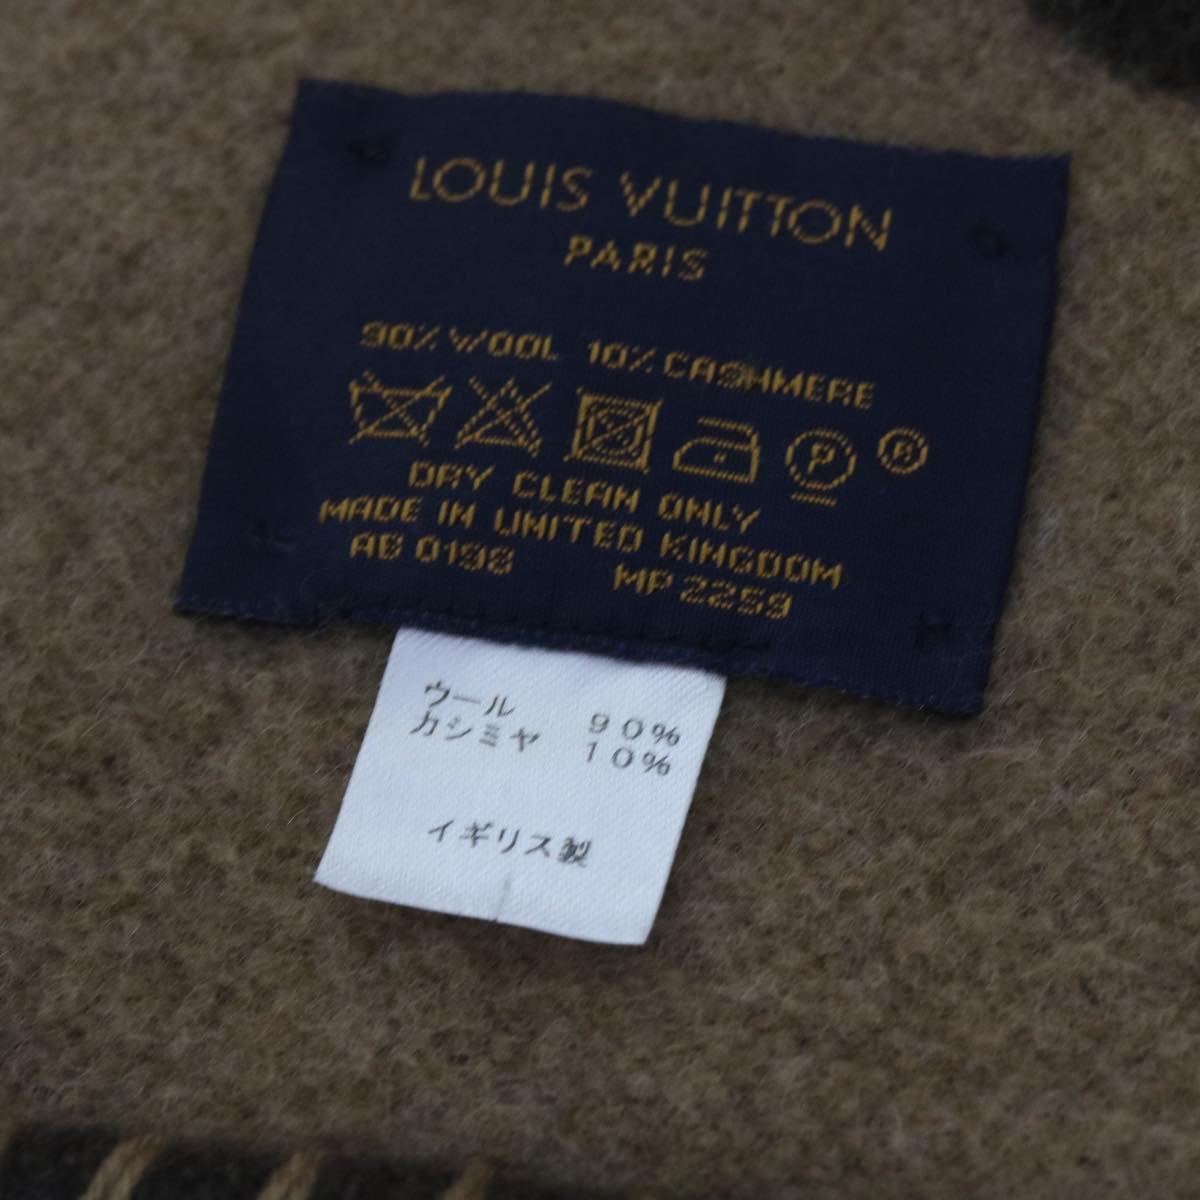 LOUIS VUITTON
PARIS
90% WOOL 10% CASHMERE
P ®
DRY CLEAN ONLY
MADE IN UNITED KINGDOM
AB 0198 MP 2259
ウール 90%
カシミヤ 10%
イギリス製